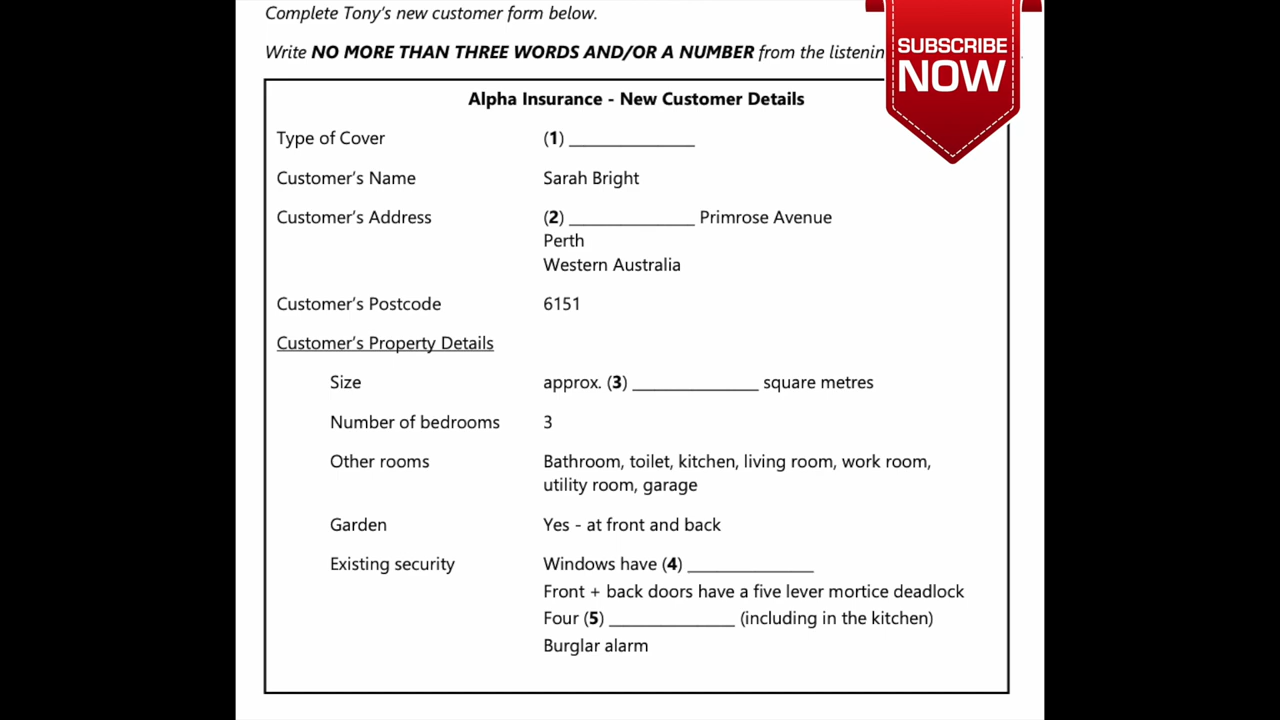 Complete Tony's new customer form below.
Write NO MORE THAN THREE WORDS AND/OR A NUMBER from the listenin
SUBSCRIBE
NOW
Alpha Insurance - New Customer Details
Type of Cover (1) ______________
Customer's Name Sarah Bright
Customer's Address (2) ______________ Primrose Avenue
Perth
Western Australia
Customer's Postcode 6151
Customer's Property Details
Size approx. (3) ______________ square metres
Number of bedrooms 3
Other rooms Bathroom, toilet, kitchen, living room, work room,
utility room, garage
Garden Yes - at front and back
Existing security Windows have (4) ______________
Front + back doors have a five lever mortice deadlock
Four (5) ______________ (including in the kitchen)
Burglar alarm